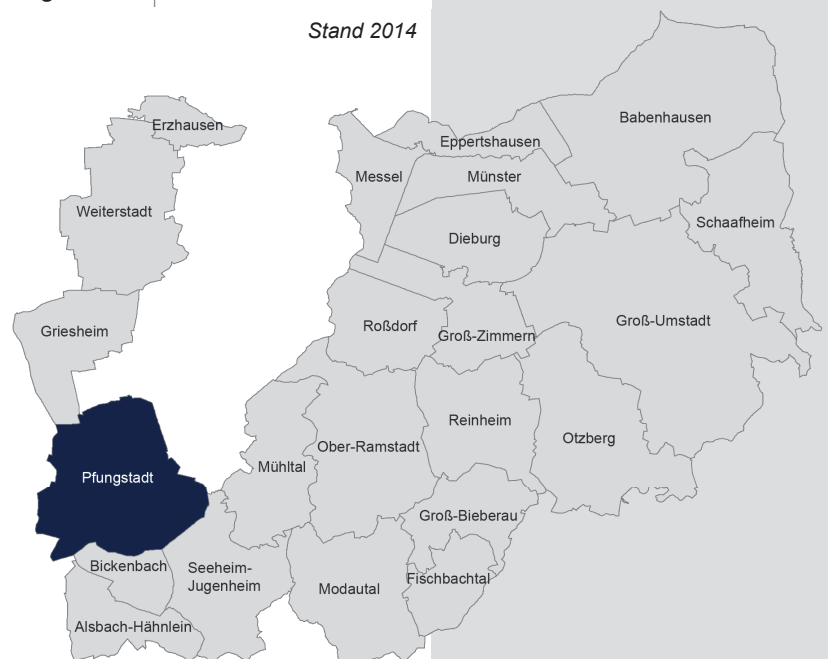 Stand 2014
Babenhausen
Erzhausen
Eppertshausen
Messel
Münster
Weiterstadt
Schaafheim
Dieburg
Griesheim
Roßdorf
Groß-Zimmern
Groß-Umstadt
Reinheim
Otzberg
Ober-Ramstadt
Mühltal
Pfungstadt
Groß-Bieberau
Bickenbach
Seeheim-
Jugenheim
Fischbachtal
Modautal
Alsbach-Hähnlein